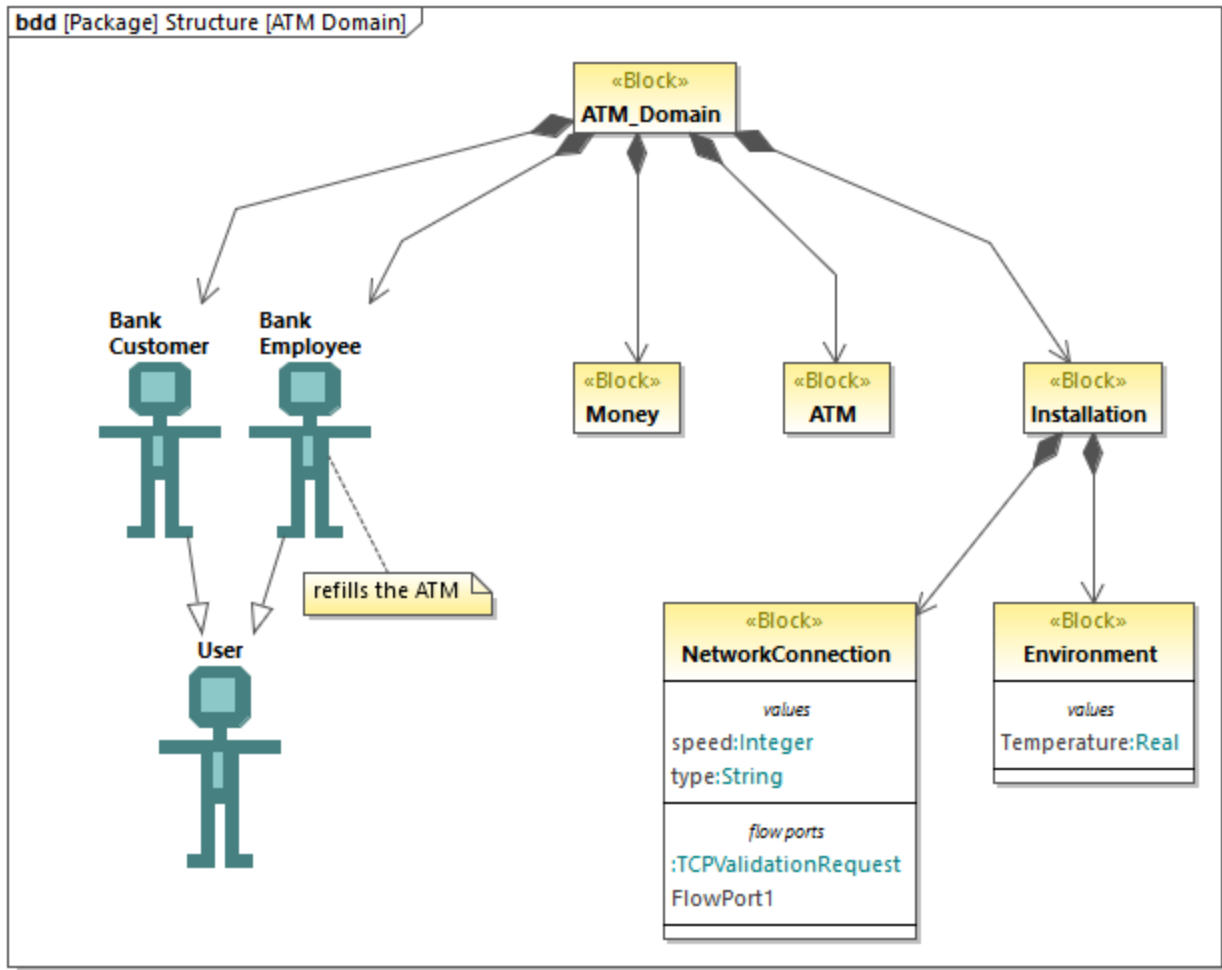 bdd [Package] Structure [ATM Domain]
«Block»
ATM_Domain
Bank
Customer
Bank
Employee
«Block»
Money
«Block»
ATM
«Block»
Installation
refills the ATM
User
«Block»
NetworkConnection
values
speed:Integer
type:String
flow ports
:TCPValidationRequest
FlowPort1
«Block»
Environment
values
Temperature:Real